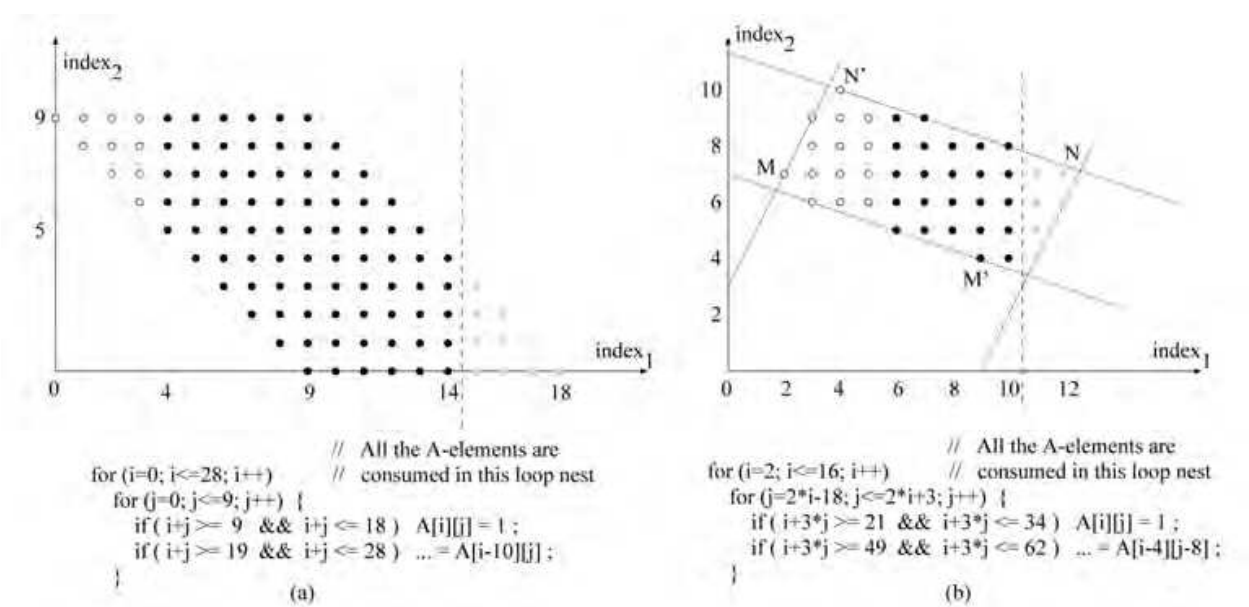 index2
9
5
index1
0 4 9 14 18
// All the A-elements are
for (i=0; i<=28; i++) // consumed in this loop nest
for (j=0; j<=9; j++) {
if ( i+j >= 9 && i+j <= 18 ) A[i][j] = 1 ;
if ( i+j >= 19 && i+j <= 28 ) ... = A[i-10][j] ;
}
(a)
index2
N'
10
8
M
N
6
4
M'
2
index1
0 2 4 6 8 10 12
// All the A-elements are
for (i=2; i<=16; i++) // consumed in this loop nest
for (j=2*i-18; j<=2*i+3; j++) {
if ( i+3*j >= 21 && i+3*j <= 34 ) A[i][j] = 1 ;
if ( i+3*j >= 49 && i+3*j <= 62 ) ... = A[i-4][j-8] ;
}
(b)